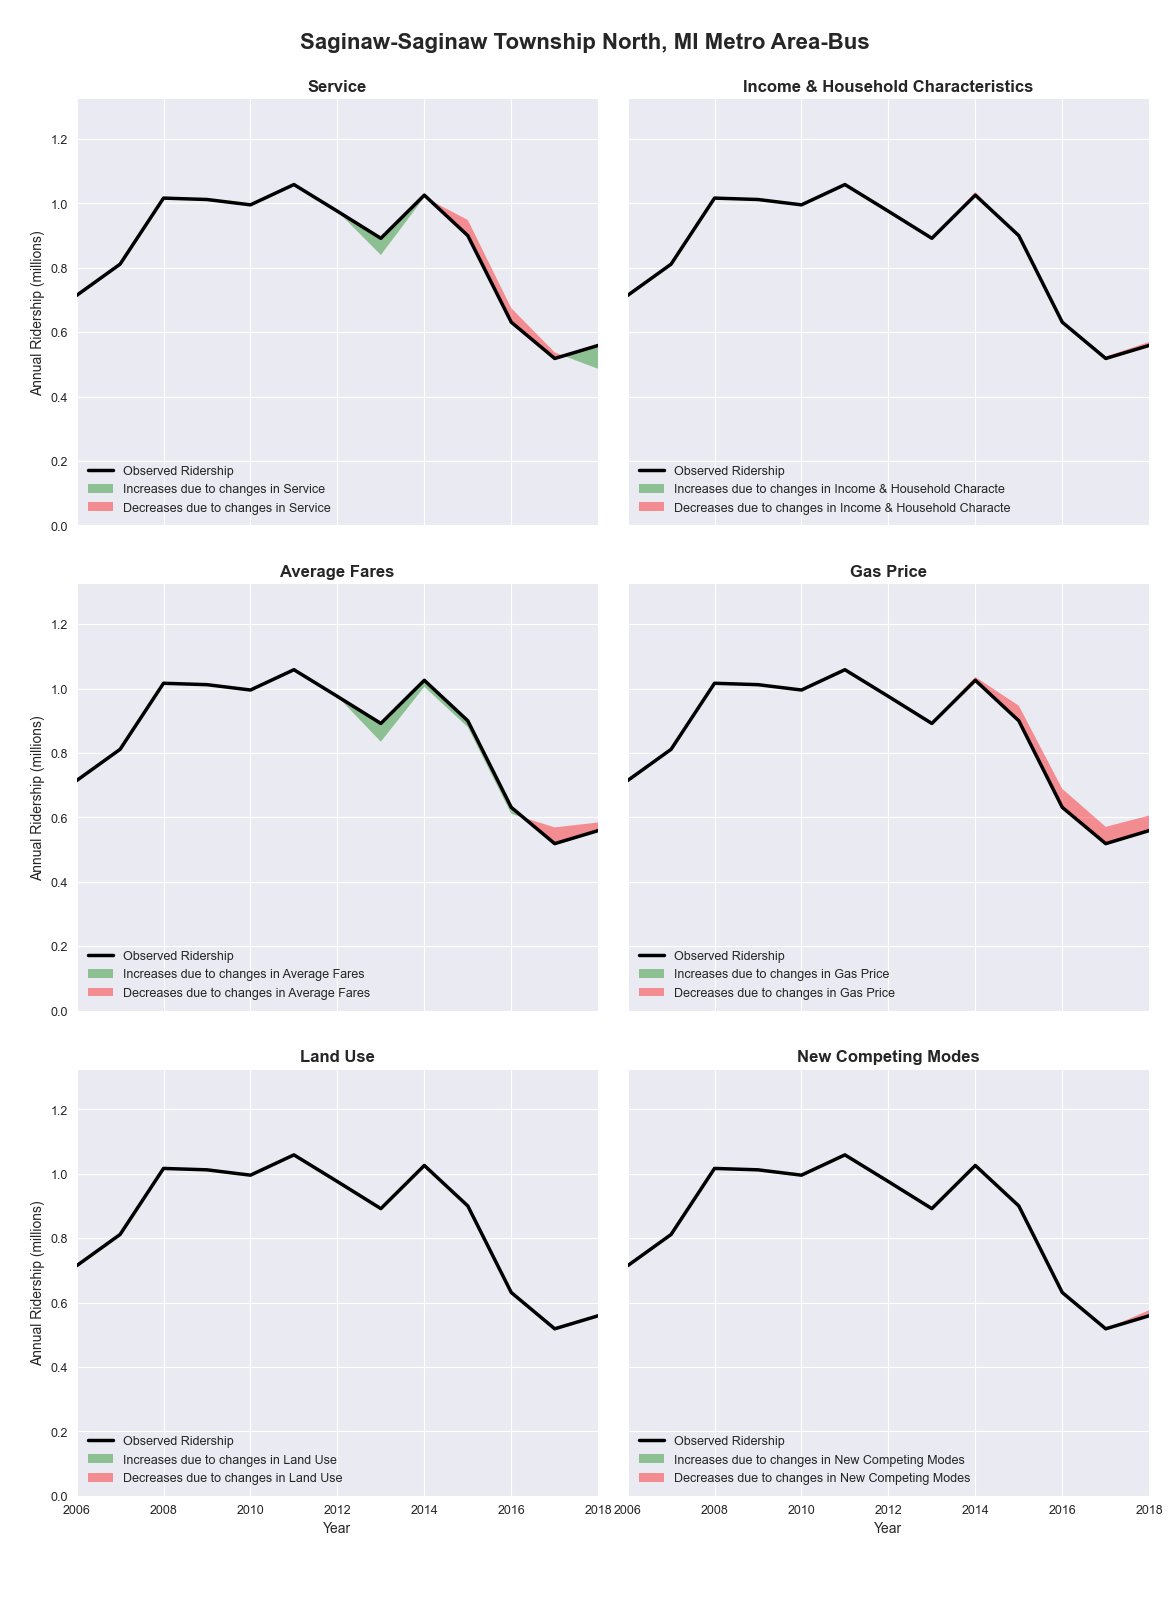 Saginaw-Saginaw Township North, MI Metro Area-Bus
Service
Annual Ridership (millions)
1.2
1.0
0.8
0.6
0.4
0.2
0.0
Observed Ridership
Increases due to changes in Service
Decreases due to changes in Service
Income & Household Characteristics
Observed Ridership
Increases due to changes in Income & Household Characte
Decreases due to changes in Income & Household Characte
Average Fares
Annual Ridership (millions)
1.2
1.0
0.8
0.6
0.4
0.2
0.0
Observed Ridership
Increases due to changes in Average Fares
Decreases due to changes in Average Fares
Gas Price
Observed Ridership
Increases due to changes in Gas Price
Decreases due to changes in Gas Price
Land Use
Annual Ridership (millions)
1.2
1.0
0.8
0.6
0.4
0.2
0.0
Observed Ridership
Increases due to changes in Land Use
Decreases due to changes in Land Use
2006 2008 2010 2012 2014 2016 2018
Year
New Competing Modes
Observed Ridership
Increases due to changes in New Competing Modes
Decreases due to changes in New Competing Modes
2006 2008 2010 2012 2014 2016 2018
Year